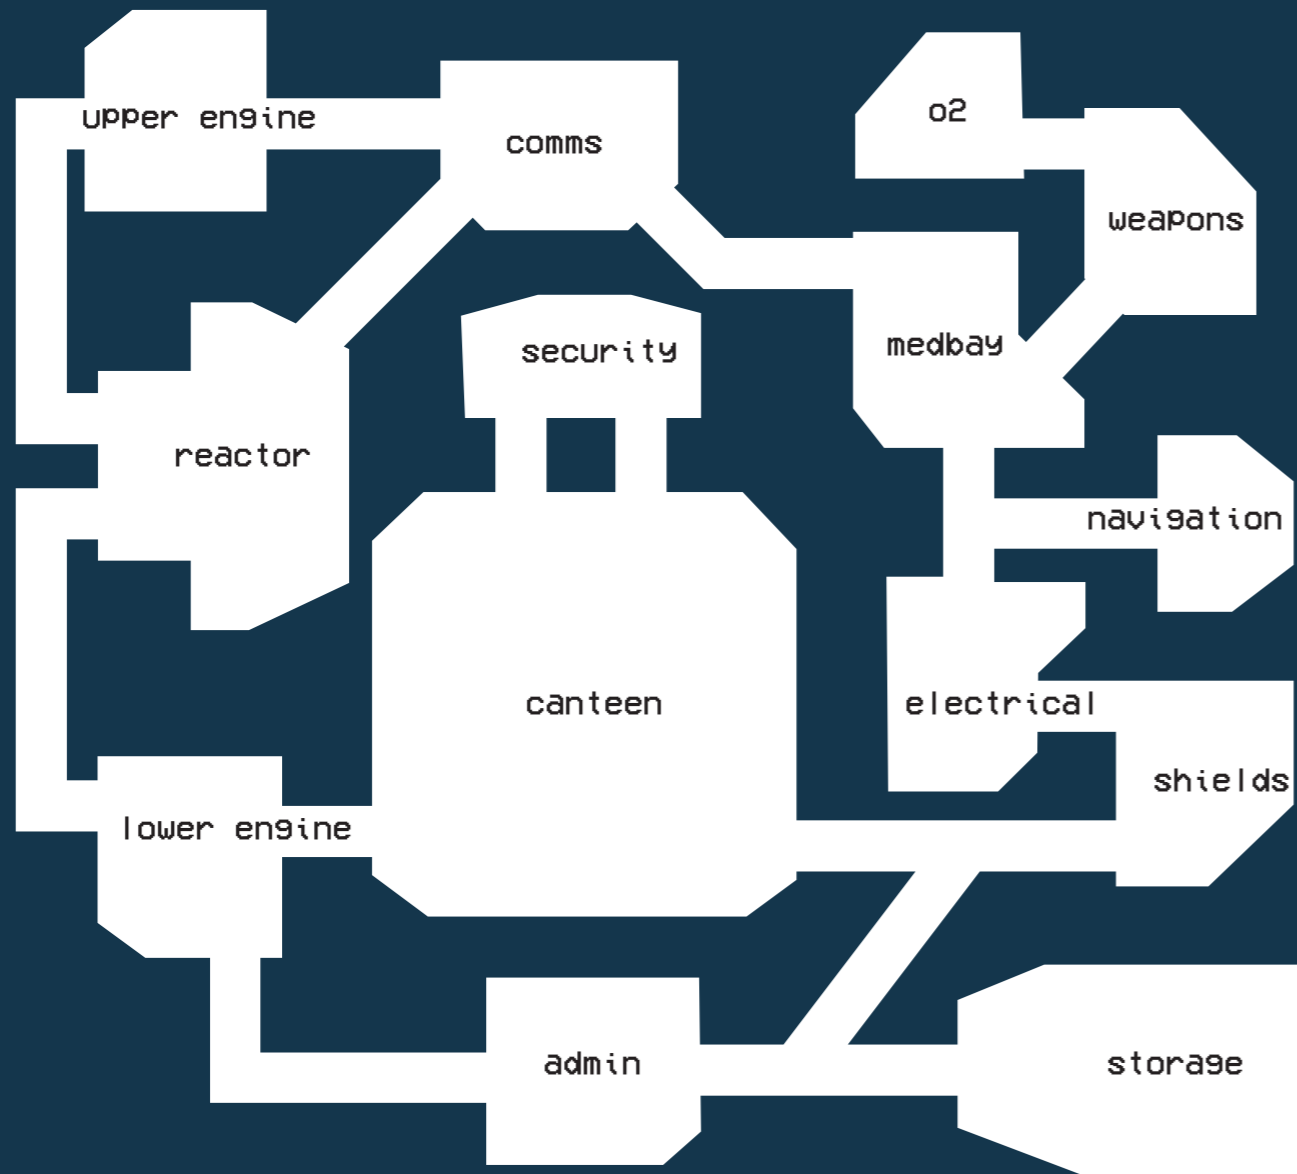 upper engine
comms
o2
weapons
security
medbay
reactor
navigation
canteen
electrical
shields
lower engine
admin
storage